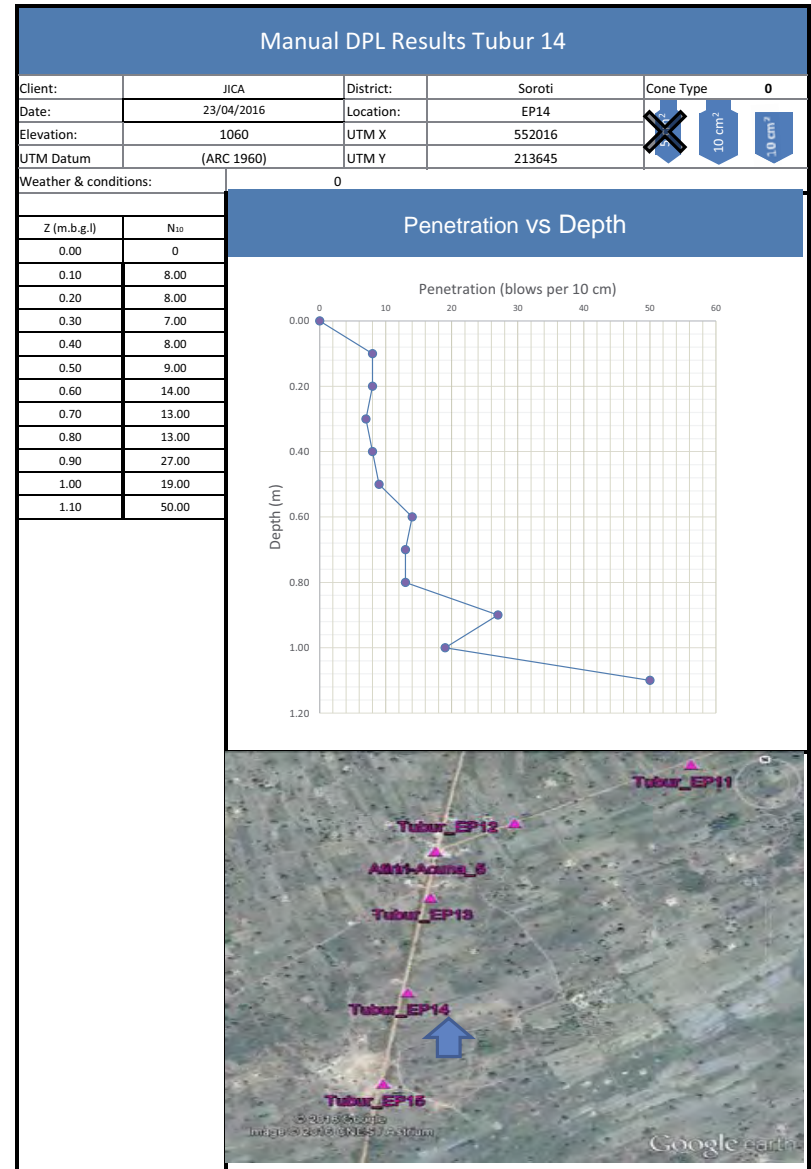 Manual DPL Results Tubur 14
Client: JICA District: Soroti Cone Type 0
Date: 23/04/2016 Location: EP14
Elevation: 1060 UTM X 552016
UTM Datum (ARC 1960) UTM Y 213645
10 cm²
10 cm²
Weather & conditions: 0
Z (m.b.g.l) N10
0.00 0
0.10 8.00
0.20 8.00
0.30 7.00
0.40 8.00
0.50 9.00
0.60 14.00
0.70 13.00
0.80 13.00
0.90 27.00
1.00 19.00
1.10 50.00
Penetration vs Depth
Penetration (blows per 10 cm)
0 10 20 30 40 50 60
0.00
0.20
0.40
0.60
0.80
1.00
1.20
Depth (m)
Tubur_EP11
Tubur_EP12
Tubur_EP13
Tubur_EP14
Tubur_EP15
© 2016 Google
Image © 2016 CNES / Astrium
Google earth